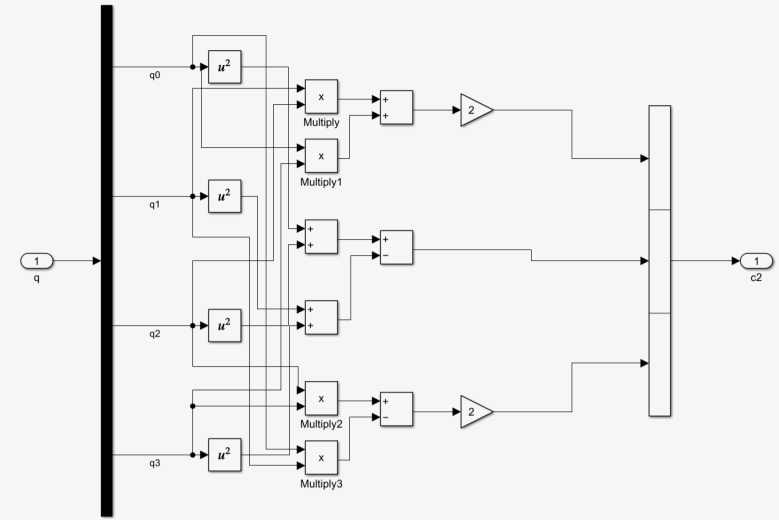 q0
u²
x
+
+
2
Multiply
x
Multiply1
q1
u²
+
+
+
−
1
q
1
c2
+
+
q2
u²
x
+
−
2
Multiply2
q3
u²
x
Multiply3